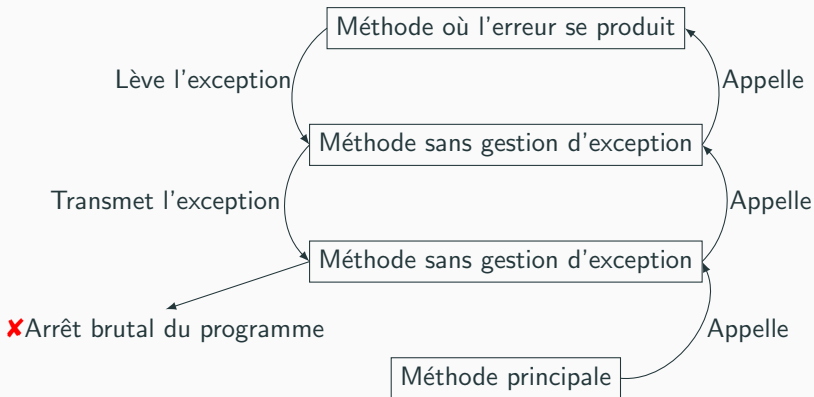 Méthode où l'erreur se produit
Lève l'exception
Appelle
Méthode sans gestion d'exception
Transmet l'exception
Appelle
Méthode sans gestion d'exception
✘Arrêt brutal du programme
Appelle
Méthode principale